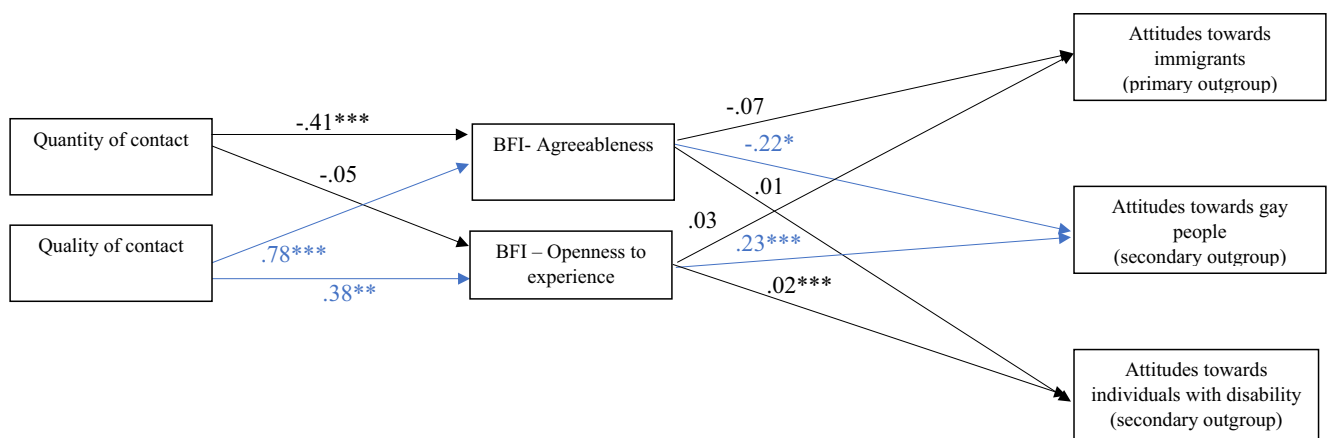 Quantity of contact
Quality of contact
-.41***
-.05
.78***
.38**
BFI- Agreeableness
BFI – Openness to
experience
-.07
-.22*
.01
.03
.23***
.02***
Attitudes towards
immigrants
(primary outgroup)
Attitudes towards gay
people
(secondary outgroup)
Attitudes towards
individuals with disability
(secondary outgroup)